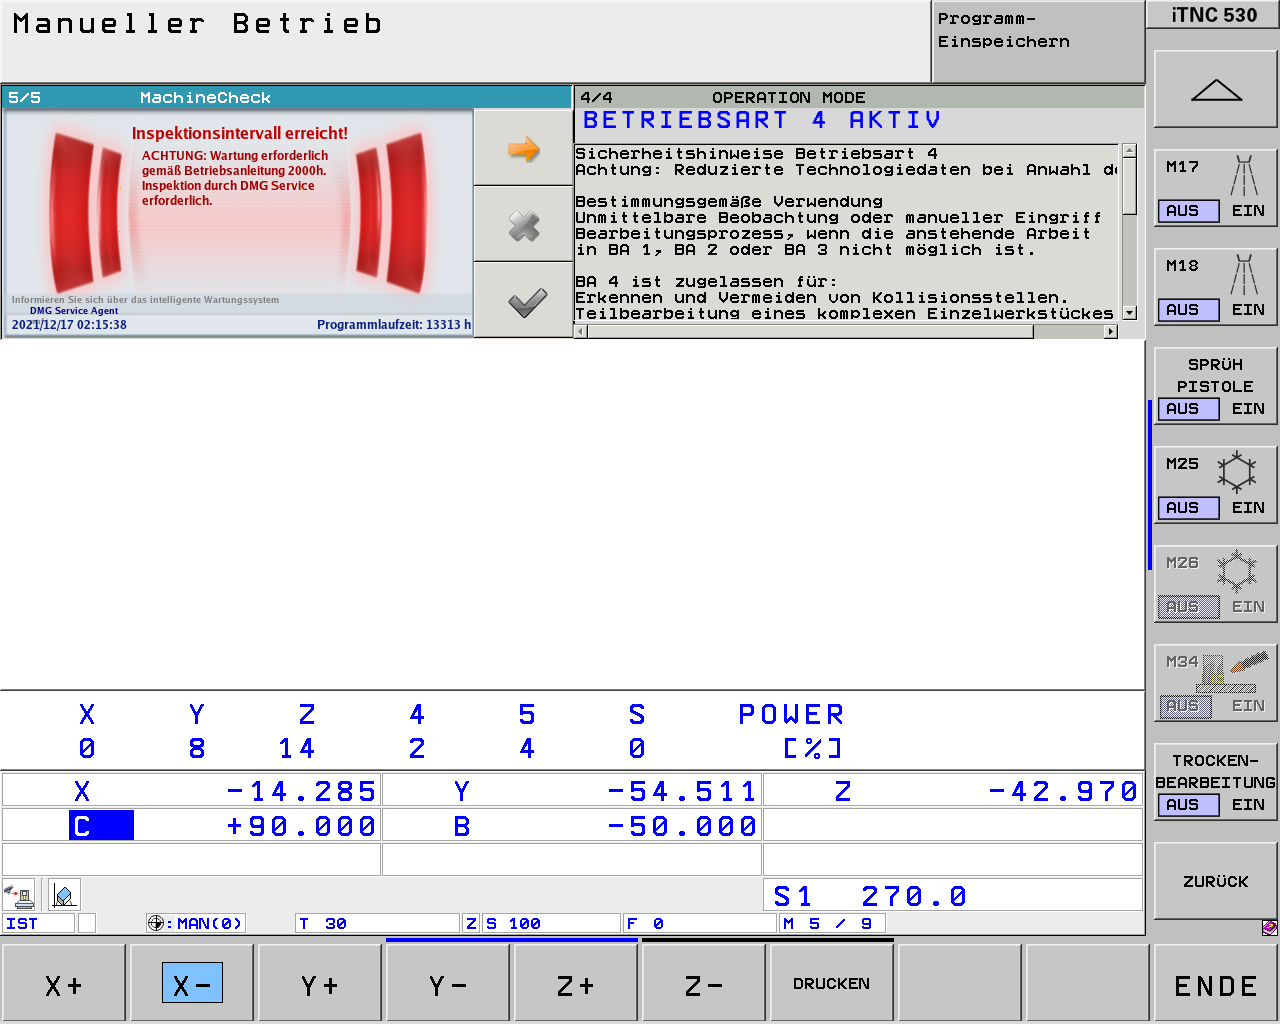 Manueller Betrieb
Programm-
Einspeichern
iTNC 530
5/5 MachineCheck
4/4 OPERATION MODE
BETRIEBSART 4 AKTIV
Inspektionsintervall erreicht!
ACHTUNG: Wartung erforderlich
gemäß Betriebsanleitung 2000h.
Inspektion durch DMG Service
erforderlich.
Informieren Sie sich über das intelligente Wartungssystem
DMG Service Agent
2021/12/17 02:15:38 Programmlaufzeit: 13313 h
Sicherheitshinweise Betriebsart 4
Achtung: Reduzierte Technologiedaten bei Anwahl
Bestimmungsgemäße Verwendung
Unmittelbare Beobachtung oder manueller Eingriff
Bearbeitungsprozess, wenn die anstehende Arbeit
in BA 1, BA 2 oder BA 3 nicht möglich ist.
BA 4 ist zugelassen für:
Erkennen und Vermeiden von Kollisionsstellen.
Teilbearbeitung eines komplexen Einzelwerkstückes
M17
AUS EIN
M18
AUS EIN
SPRÜH
PISTOLE
AUS EIN
M25
AUS EIN
M26
AUS EIN
M34
AUS EIN
TROCKEN-
BEARBEITUNG
AUS EIN
ZURÜCK
X Y Z 4 5 S POWER
0 8 14 2 4 0 [%]
X -14.285 Y -54.511 Z -42.970
C +90.000 B -50.000
S1 270.0
IST :MAN(0) T 30 Z S 100 F 0 M 5 / 9
X+ X- Y+ Y- Z+ Z- DRUCKEN ENDE